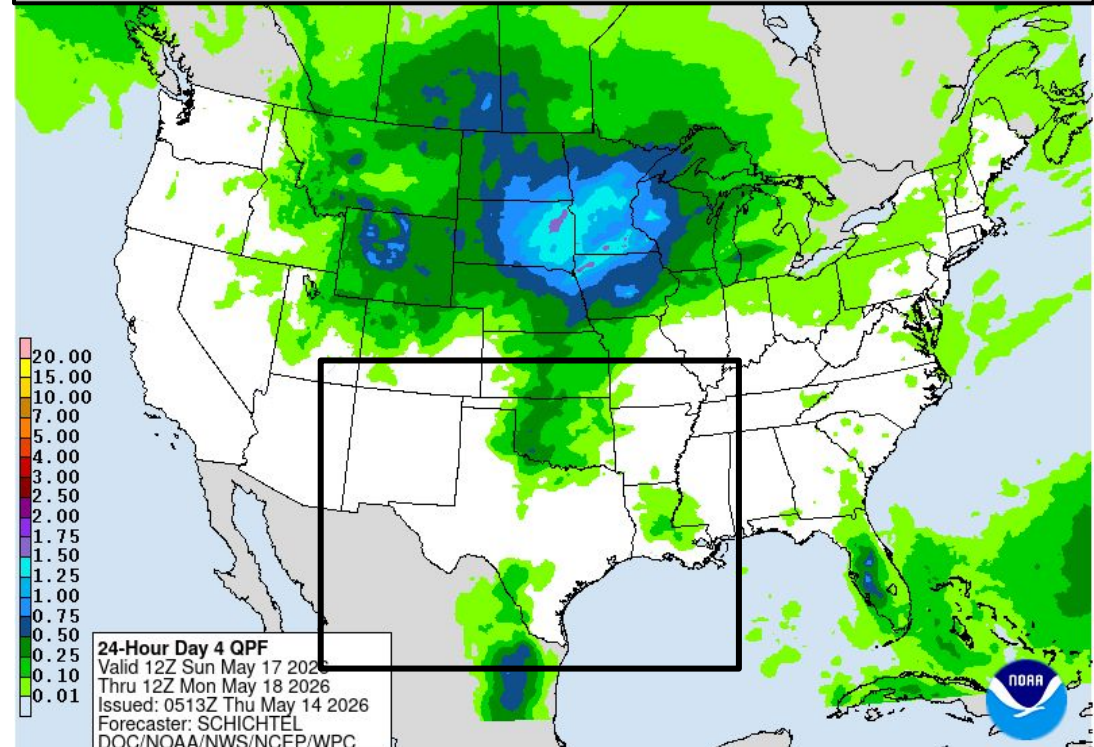 20.00
15.00
10.00
7.00
5.00
4.00
3.00
2.50
2.00
1.75
1.50
1.25
1.00
0.75
0.50
0.25
0.10
0.01
24-Hour Day 4 QPF
Valid 12Z Sun May 17 2026
Thru 12Z Mon May 18 2026
Issued: 0513Z Thu May 14 2026
Forecaster: SCHICHTEL
DOC/NOAA/NWS/NCEP/WPC
NOAA